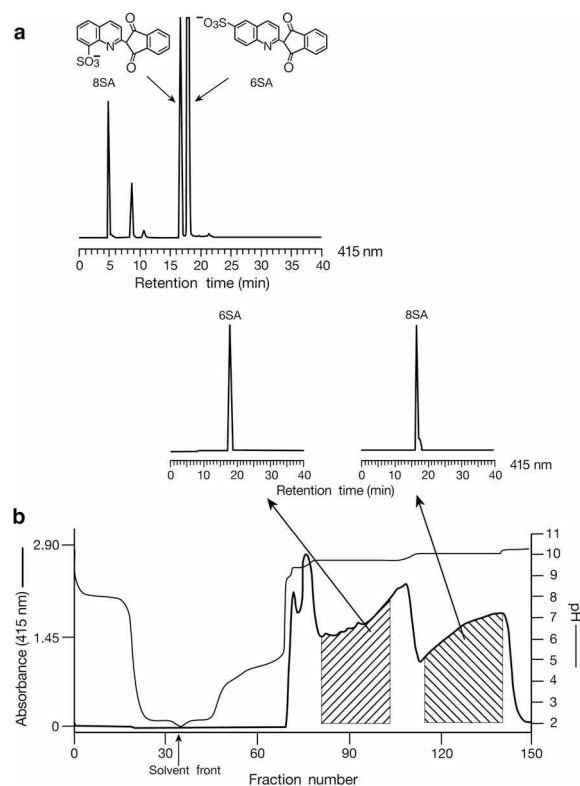 a
O
N
SO3−
O
8SA
−O3S
O
N
O
6SA
0 5 10 15 20 25 30 35 40
415 nm
Retention time (min)
6SA
8SA
0 10 20 30 40
0 10 20 30 40
415 nm
Retention time (min)
b
Absorbance (415 nm)
2.90
1.45
0
11
10
9
8
7
6
5
4
3
2
pH
0 30 60 90 120 150
Solvent front
Fraction number